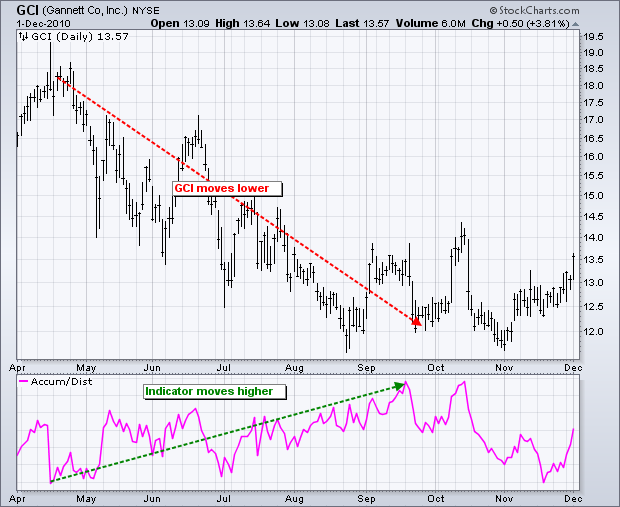 GCI (Gannett Co, Inc.) NYSE
© StockCharts.com
1-Dec-2010
Open 13.09 High 13.64 Low 13.08 Last 13.57 Volume 6.0M Chg +0.50 (+3.81%)
GCI (Daily) 13.57
19.5
19.0
18.5
18.0
17.5
17.0
16.5
16.0
15.5
15.0
14.5
14.0
13.5
13.0
12.5
12.0
GCI moves lower
Apr May Jun Jul Aug Sep Oct Nov Dec
Accum/Dist
Indicator moves higher
Apr May Jun Jul Aug Sep Oct Nov Dec